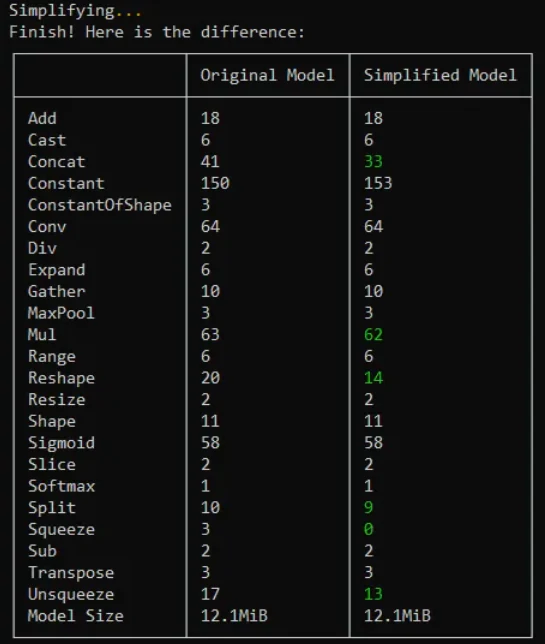 Simplifying...
Finish! Here is the difference:
Original Model Simplified Model
Add 18 18
Cast 6 6
Concat 41 33
Constant 150 153
ConstantOfShape 3 3
Conv 64 64
Div 2 2
Expand 6 6
Gather 10 10
MaxPool 3 3
Mul 63 62
Range 6 6
Reshape 20 14
Resize 2 2
Shape 11 11
Sigmoid 58 58
Slice 2 2
Softmax 1 1
Split 10 9
Squeeze 3 0
Sub 2 2
Transpose 3 3
Unsqueeze 17 13
Model Size 12.1MiB 12.1MiB